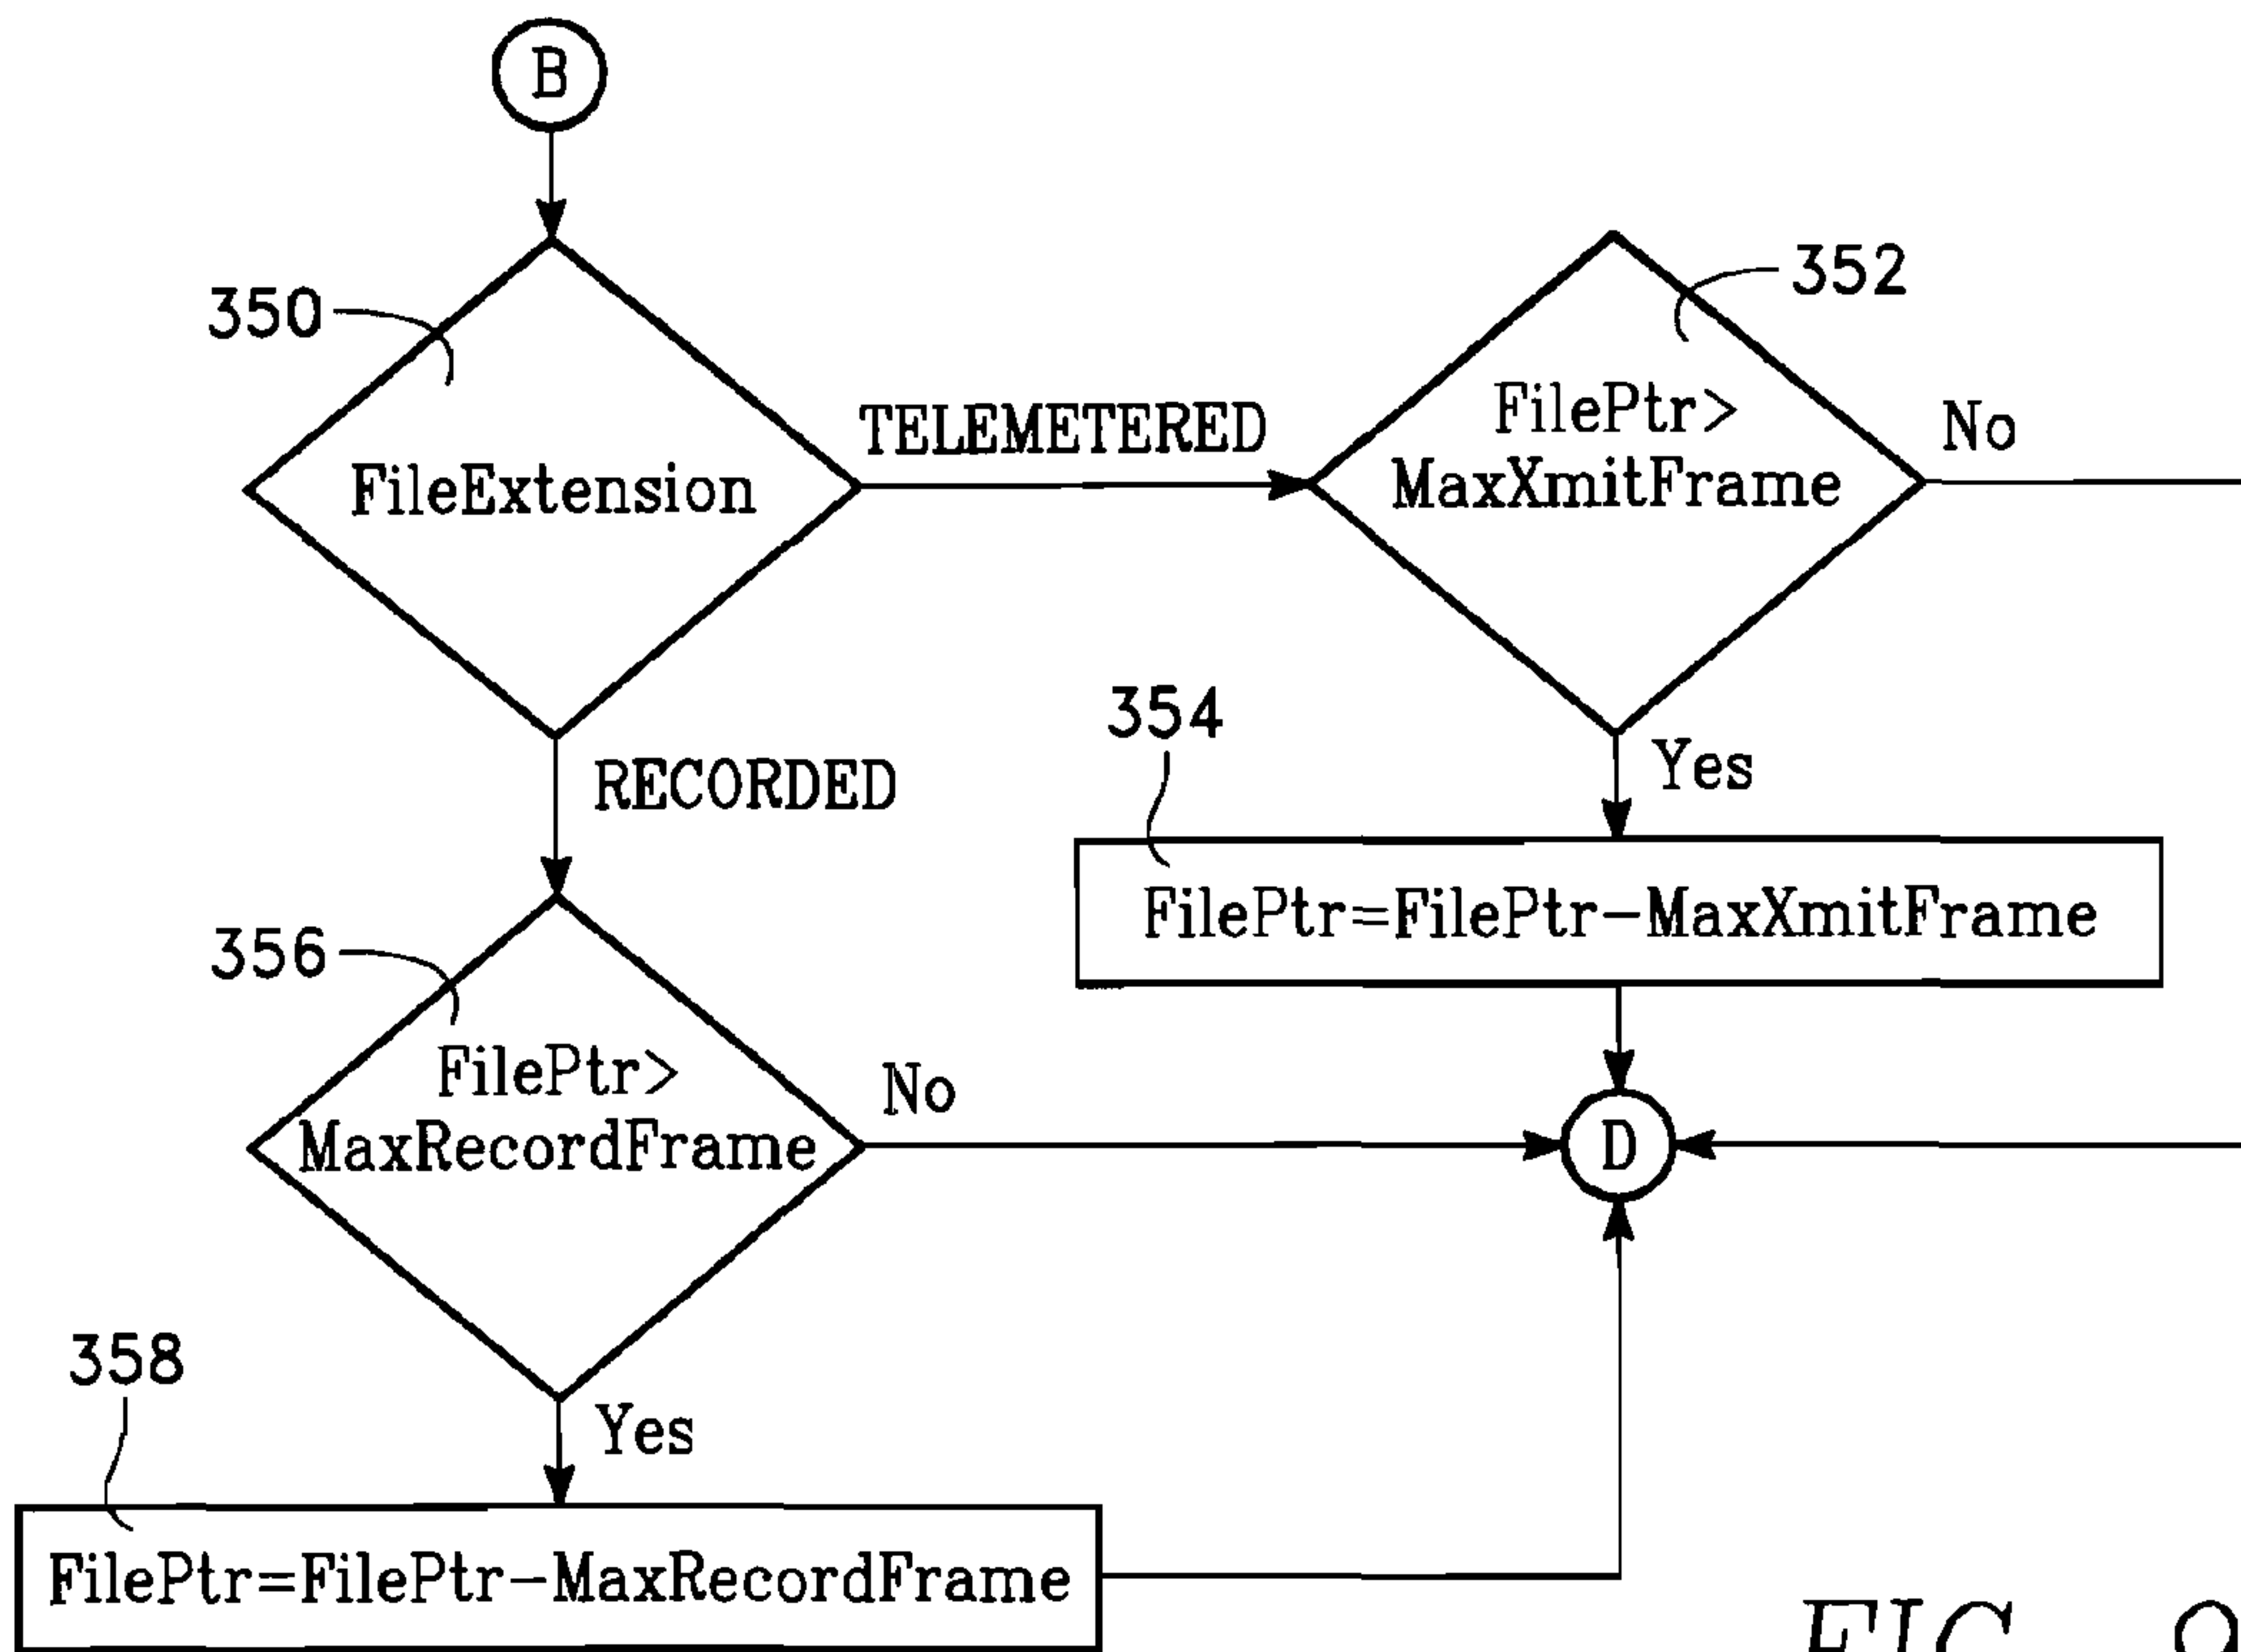 B
350
352
FileExtension
TELEMETERED
FilePtr>
MaxXmitFrame
No
RECORDED
354
Yes
FilePtr=FilePtr-MaxXmitFrame
356
FilePtr>
MaxRecordFrame
No
D
358
Yes
FilePtr=FilePtr-MaxRecordFrame